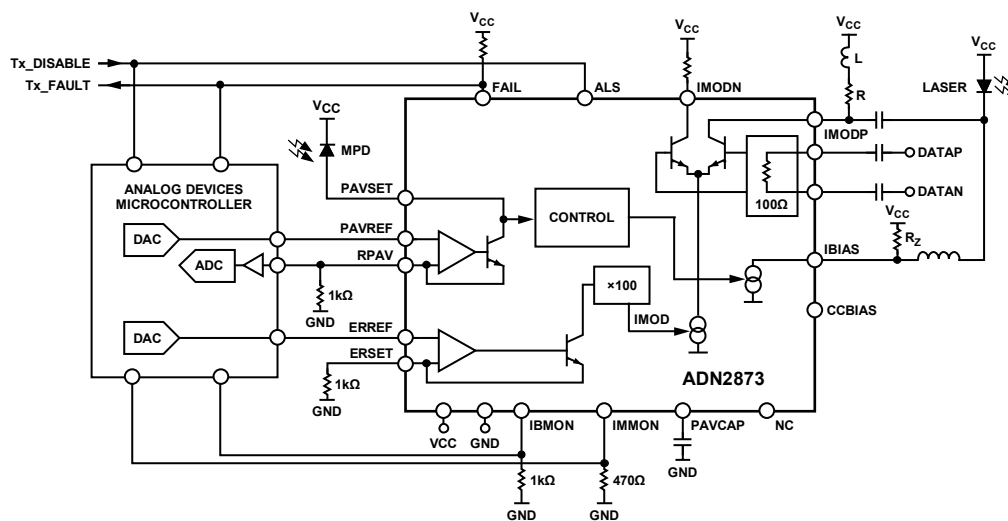 VCC
VCC
VCC
VCC
Tx_DISABLE
Tx_FAULT
L
R
LASER
FAIL
ALS
IMODN
IMODP
VCC
MPD
DATAP
ANALOG DEVICES
MICROCONTROLLER
PAVSET
CONTROL
100Ω
DATAN
VCC
DAC
PAVREF
RZ
ADC
RPAV
IBIAS
1kΩ
×100
GND
IMOD
CCBIAS
DAC
ERREF
ERSET
ADN2873
1kΩ
GND
VCC
GND
IBMON
IMMON
PAVCAP
NC
GND
1kΩ
470Ω
GND
GND